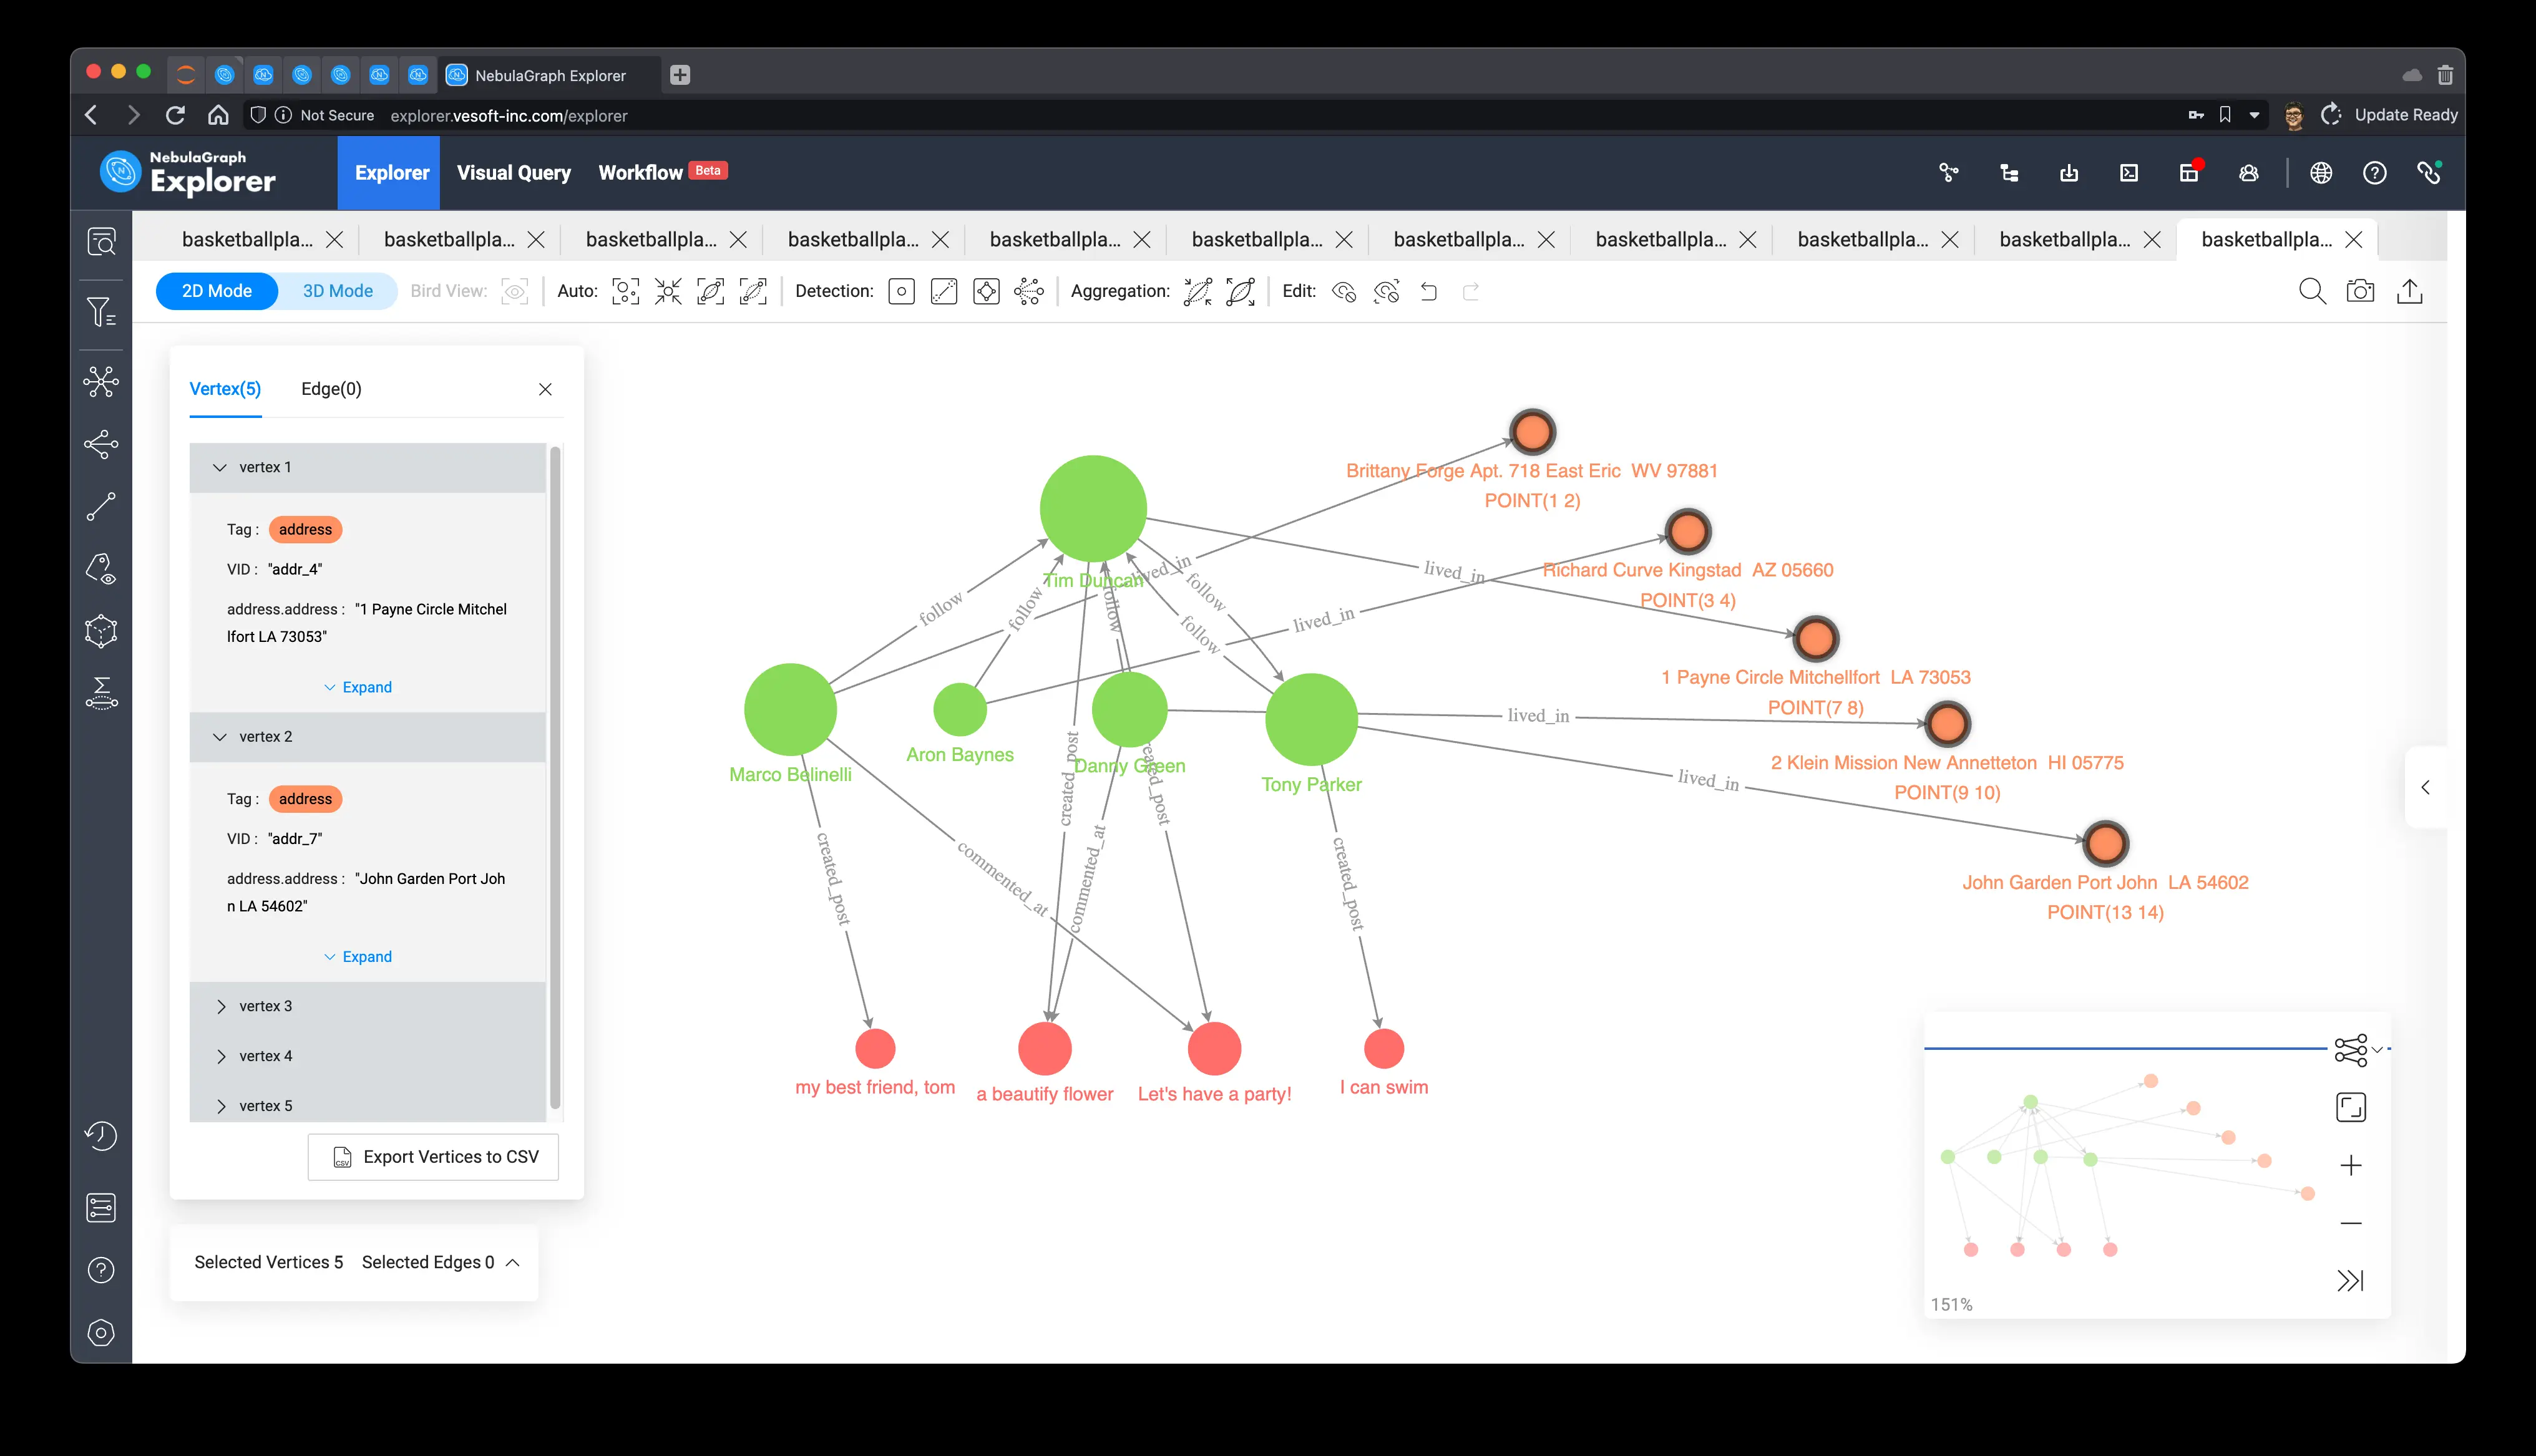 NebulaGraph Explorer
Not Secure explorer.vesoft-inc.com/explorer
Update Ready
NebulaGraph
Explorer
Explorer
Visual Query
Workflow Beta
basketballpla...
basketballpla...
basketballpla...
basketballpla...
basketballpla...
basketballpla...
basketballpla...
basketballpla...
basketballpla...
basketballpla...
basketballpla...
2D Mode
3D Mode
Bird View:
Auto:
Detection:
Aggregation:
Edit:
Vertex(5)
Edge(0)
vertex 1
Tag : address
VID : "addr_4"
address.address : "1 Payne Circle Mitchel
lfort LA 73053"
Expand
vertex 2
Tag : address
VID : "addr_7"
address.address : "John Garden Port Joh
n LA 54602"
Expand
vertex 3
vertex 4
vertex 5
CSV
Export Vertices to CSV
Selected Vertices 5
Selected Edges 0
Brittany Forge Apt. 718 East Eric WV 97881
POINT(1 2)
Richard Curve Kingstad AZ 05660
POINT(3 4)
1 Payne Circle Mitchellfort LA 73053
POINT(7 8)
2 Klein Mission New Annetteton HI 05775
POINT(9 10)
John Garden Port John LA 54602
POINT(13 14)
Tim Duncan
Marco Belinelli
Aron Baynes
Danny Green
Tony Parker
follow
follow
follow
follow
follow
lived_in
lived_in
lived_in
lived_in
lived_in
created_post
created_post
created_post
created_post
commented_at
commented_at
my best friend, tom
a beautify flower
Let's have a party!
I can swim
151%